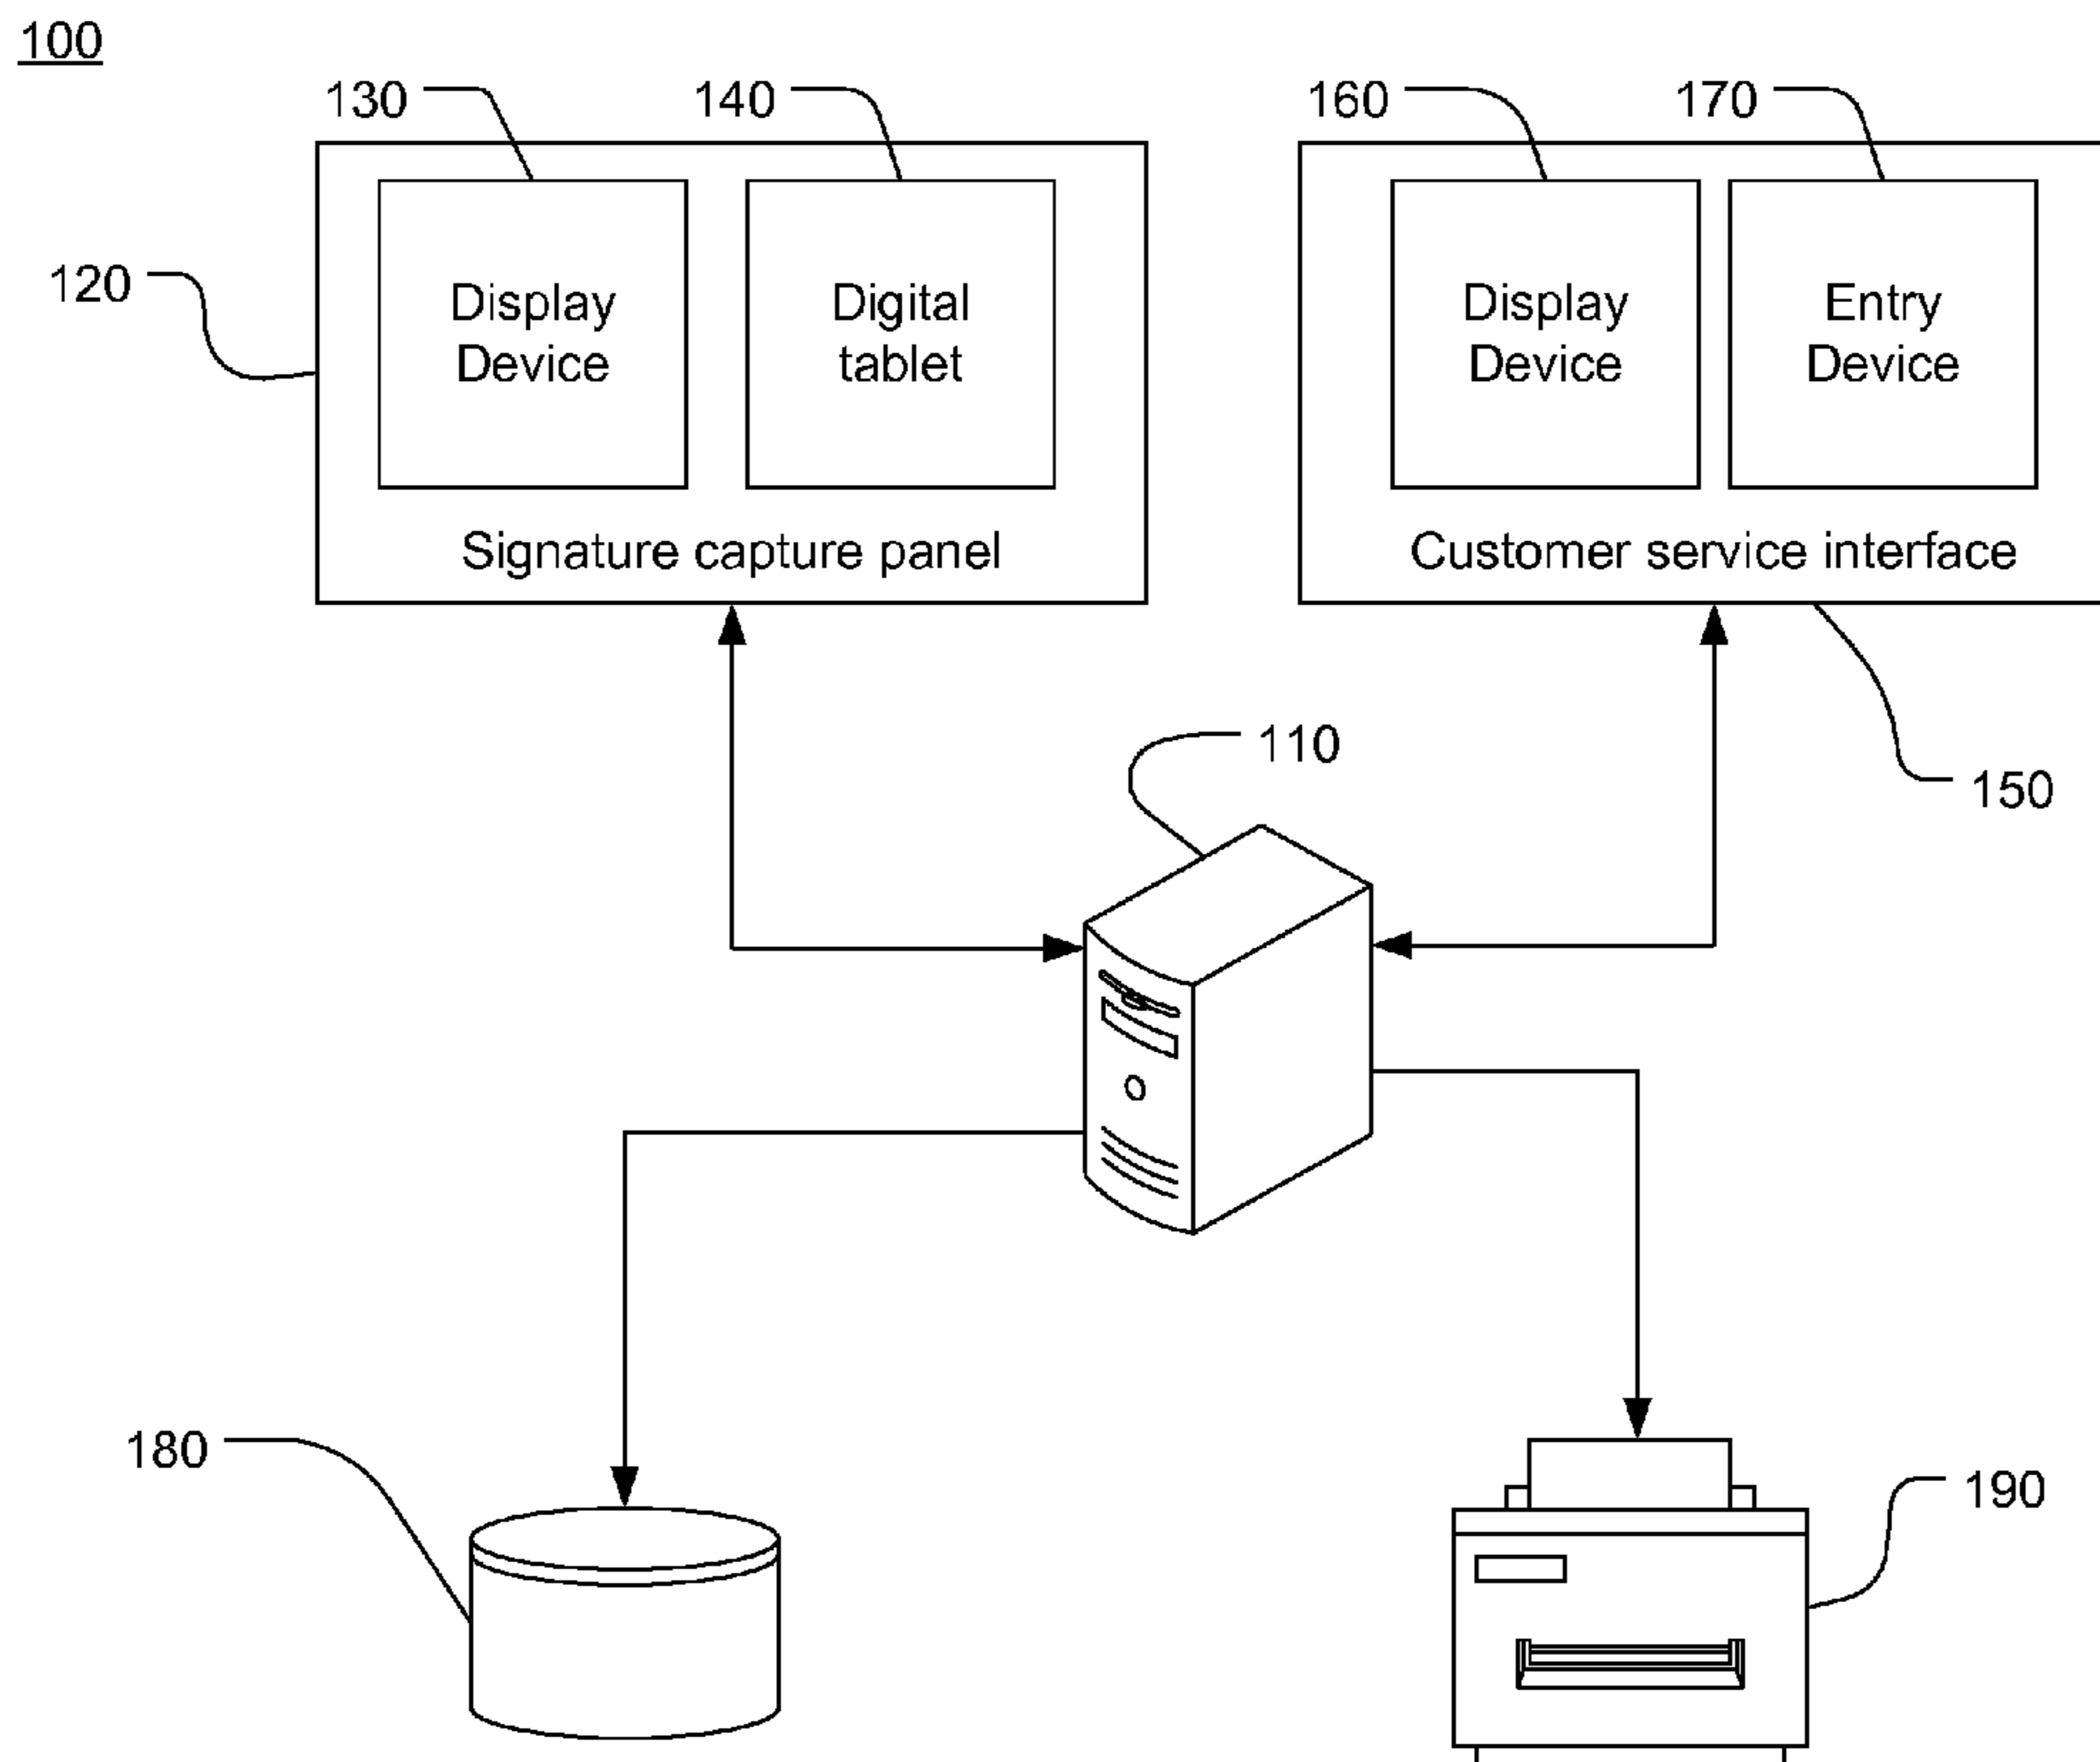 100
130
140
160
170
120
Display
Device
Digital
tablet
Display
Device
Entry
Device
Signature capture panel
Customer service interface
110
150
180
190